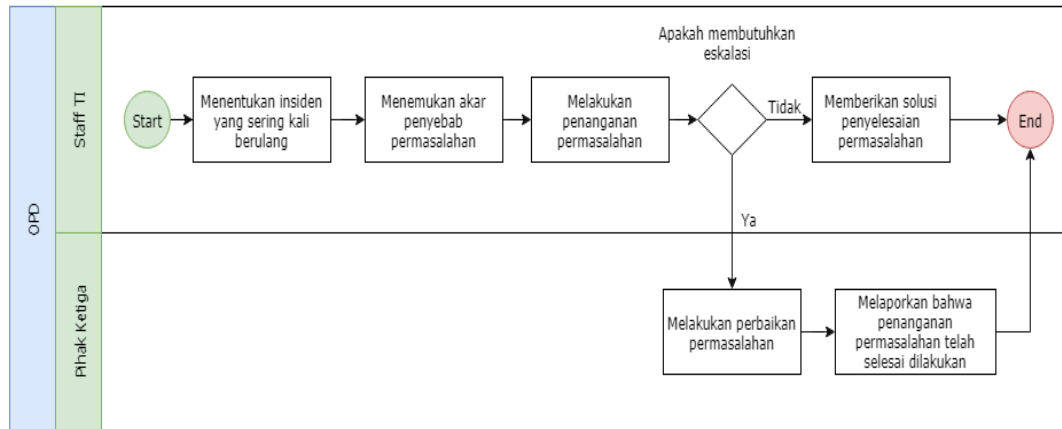 OPD
Staff TI
Start
Menentukan insiden
yang sering kali
berulang
Menemukan akar
penyebab
permasalahan
Melakukan
penanganan
permasalahan
Apakah membutuhkan
eskalasi
Tidak
Memberikan solusi
penyelesaian
permasalahan
End
Ya
Pihak Ketiga
Melakukan perbaikan
permasalahan
Melaporkan bahwa
penanganan
permasalahan telah
selesai dilakukan